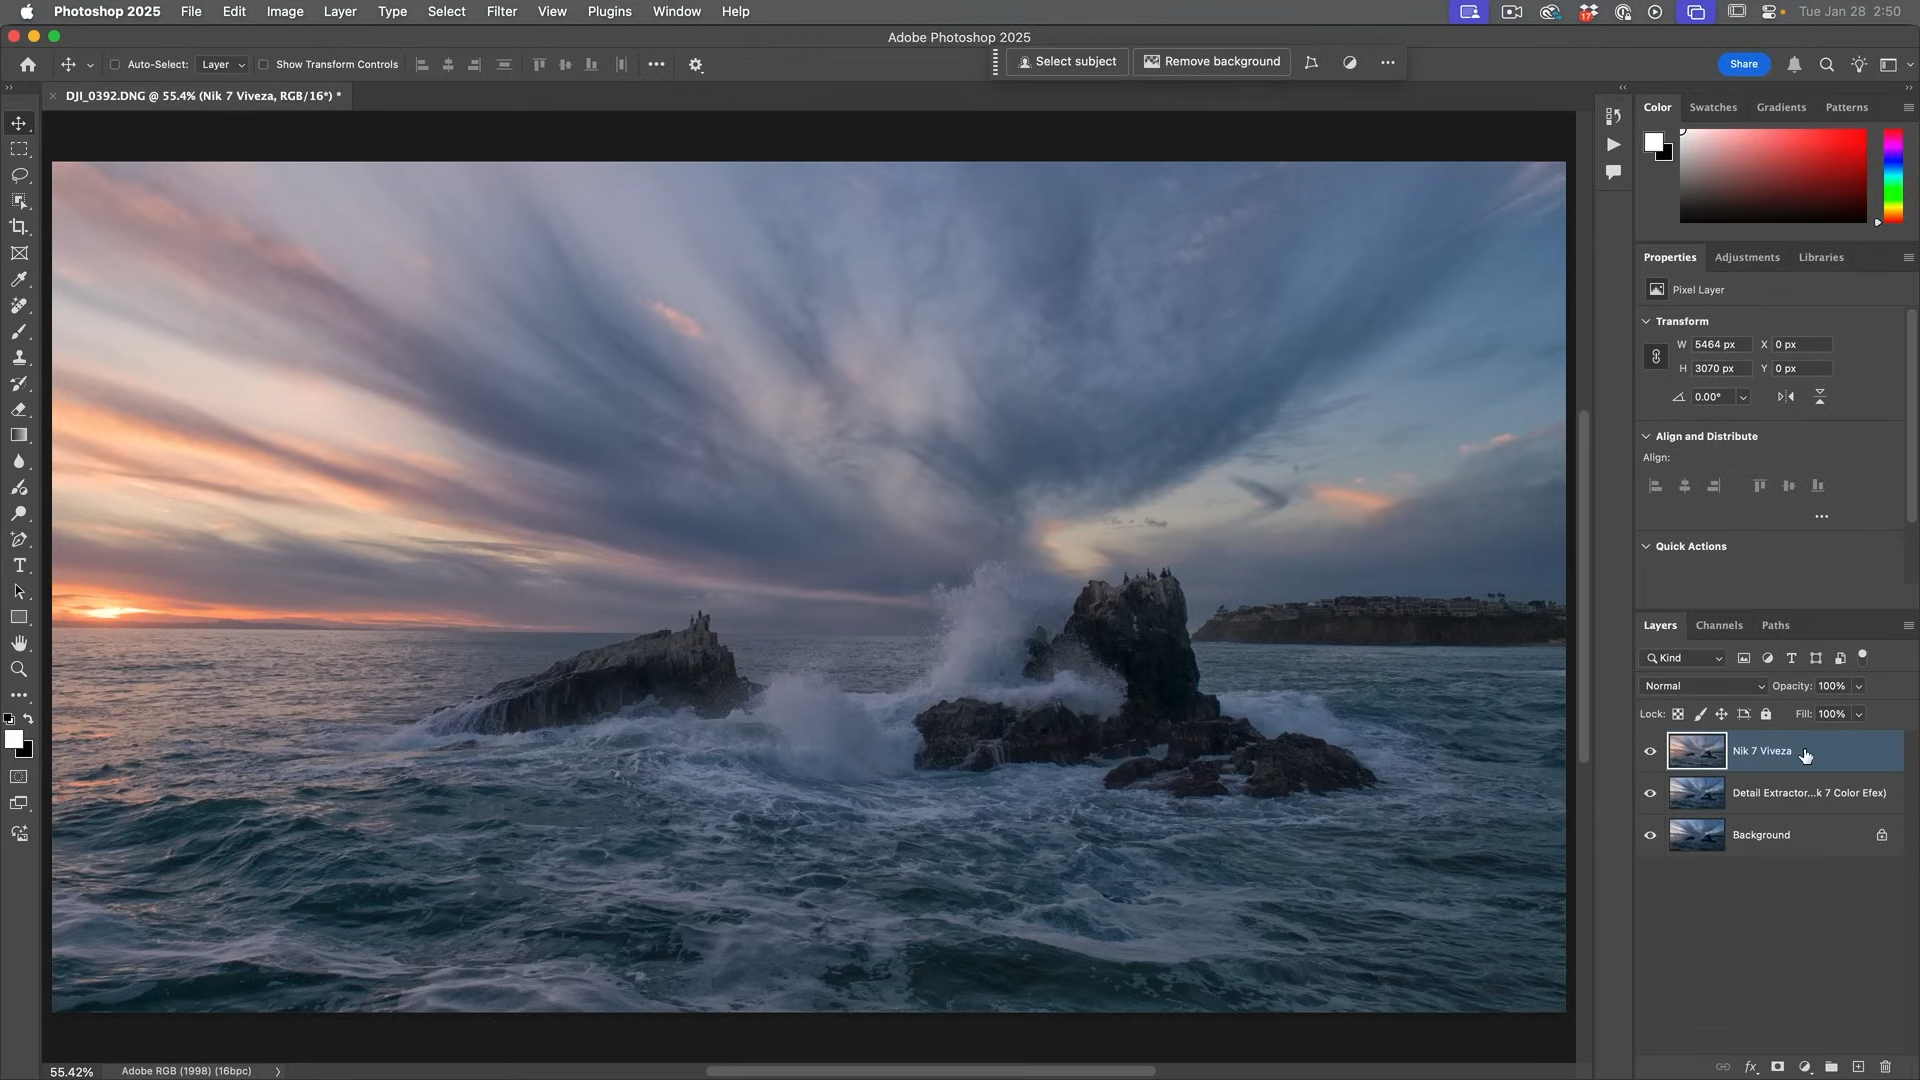 Photoshop 2025 File Edit Image Layer Type Select Filter View Plugins Window Help Tue Jan 28 2:50
Adobe Photoshop 2025
Auto-Select: Layer Show Transform Controls Select subject Remove background Share
DJI_0392.DNG @ 55.4% (Nik 7 Viveza, RGB/16*) *
Color Swatches Gradients Patterns
Properties Adjustments Libraries
Pixel Layer
Transform
W 5464 px X 0 px
H 3070 px Y 0 px
0.00°
Align and Distribute
Align:
Quick Actions
Layers Channels Paths
Kind
Normal Opacity: 100%
Lock: Fill: 100%
Nik 7 Viveza
Detail Extractor...k 7 Color Efex)
Background
55.42% Adobe RGB (1998) (16bpc)